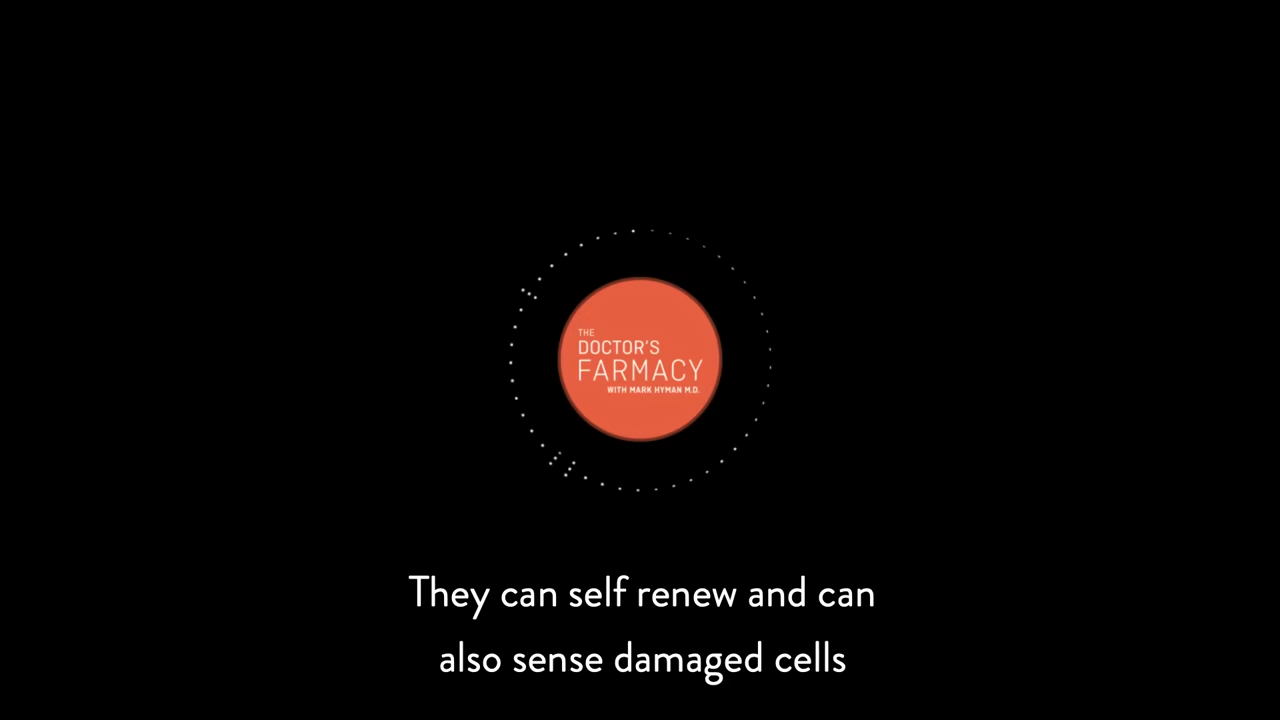 THE
DOCTOR'S
FARMACY
WITH MARK HYMAN M.D.
They can self renew and can
also sense damaged cells